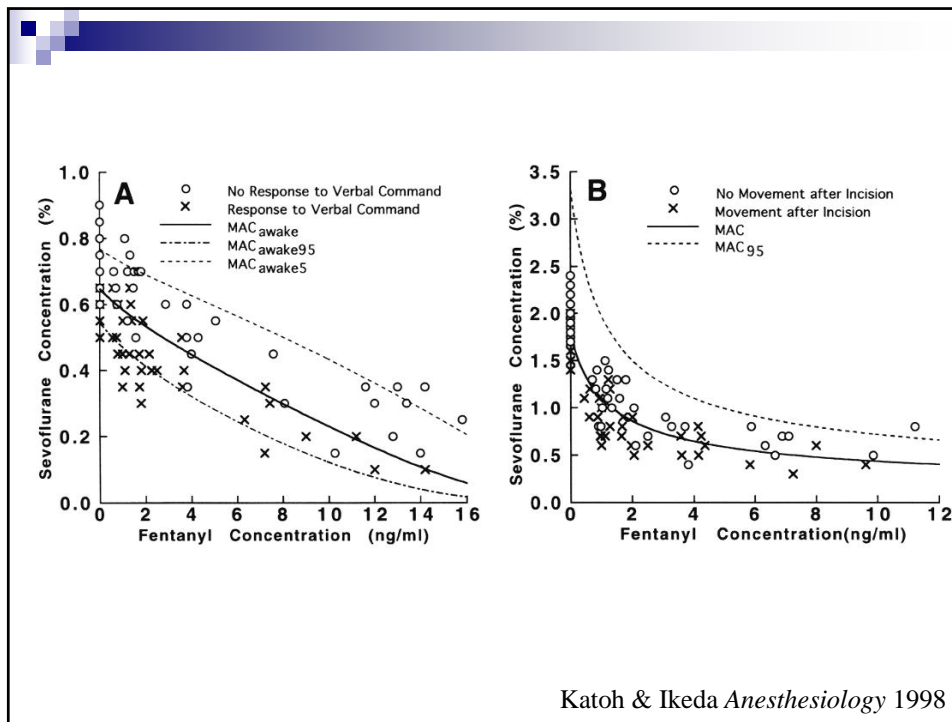 A
No Response to Verbal Command
Response to Verbal Command
MACawake
MACawake95
MACawake5
Sevoflurane Concentration (%)
1.0
0.8
0.6
0.4
0.2
0.0
0 2 4 6 8 10 12 14 16
Fentanyl Concentration (ng/ml)
B
No Movement after Incision
Movement after Incision
MAC
MAC95
Sevoflurane Concentration (%)
3.5
3.0
2.5
2.0
1.5
1.0
0.5
0.0
0 2 4 6 8 10 12
Fentanyl Concentration(ng/ml)
Katoh & Ikeda Anesthesiology 1998